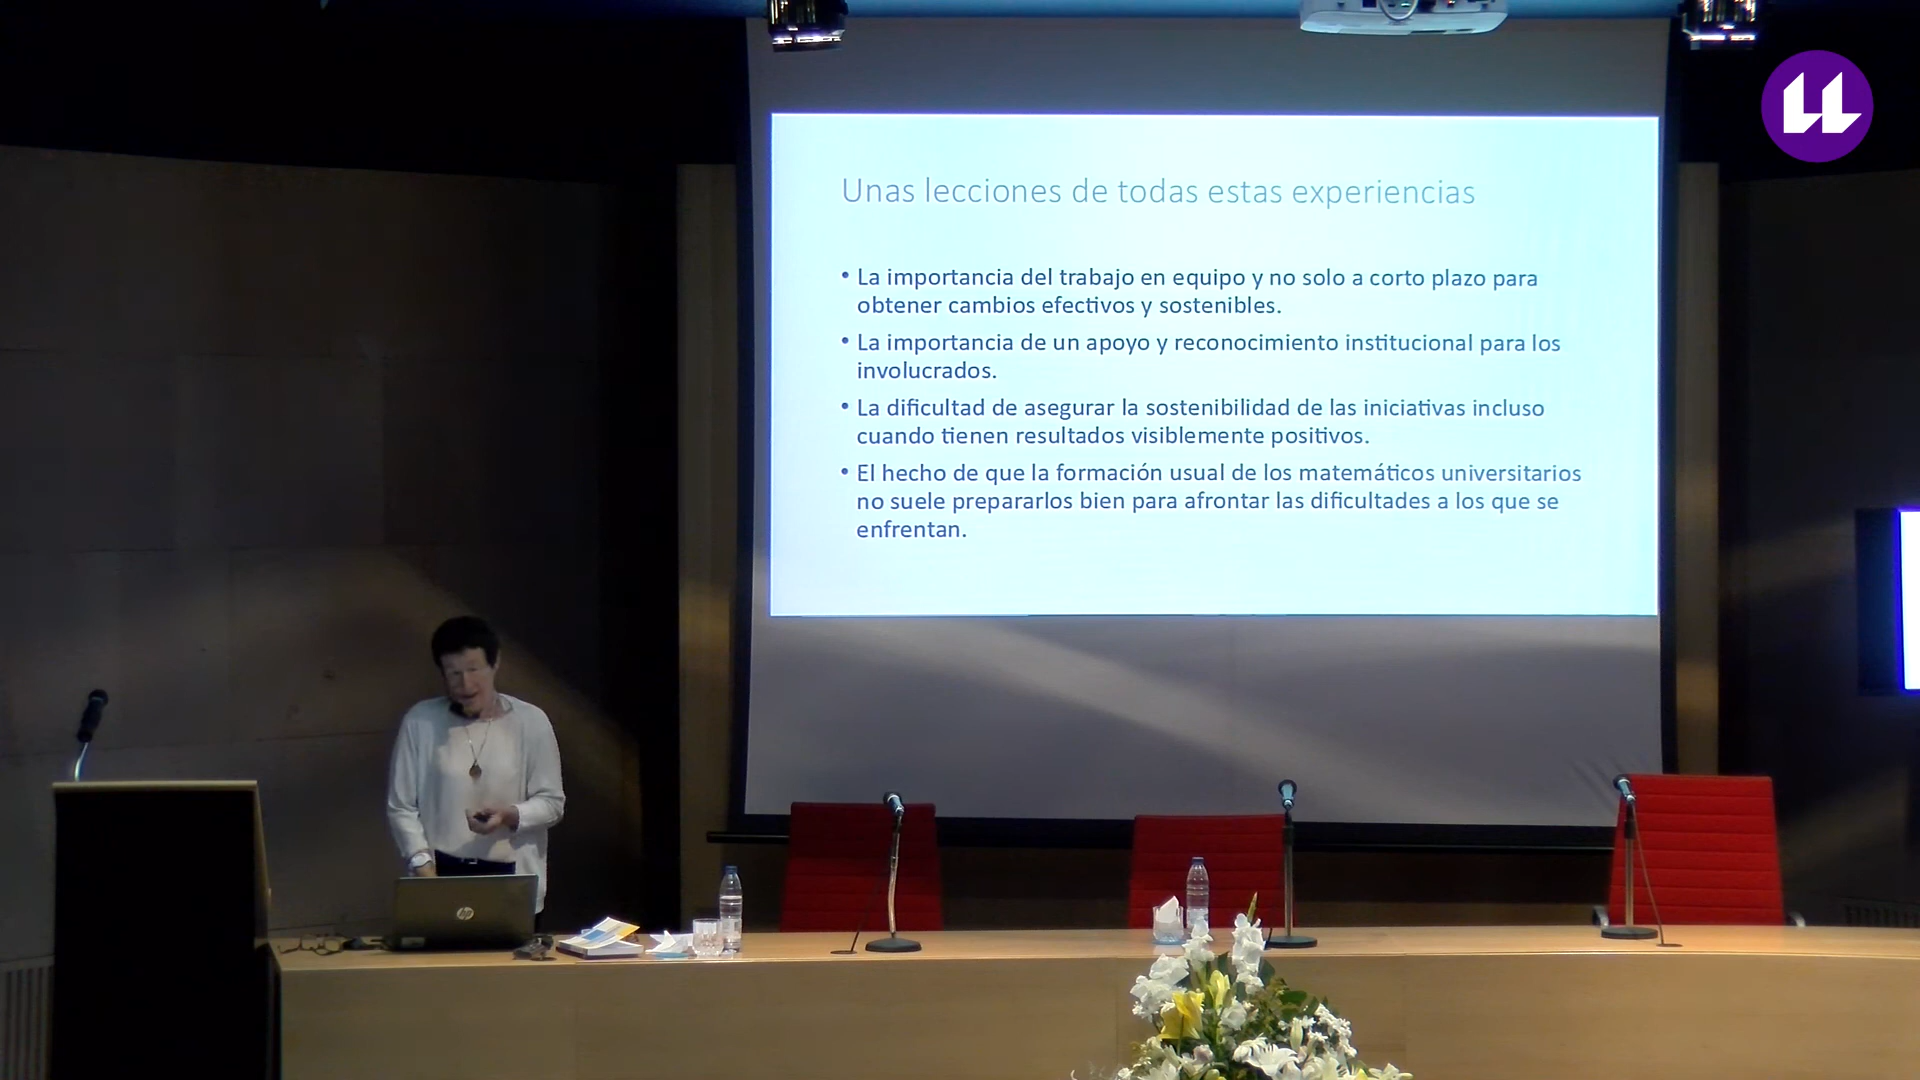 Unas lecciones de todas estas experiencias
• La importancia del trabajo en equipo y no solo a corto plazo para
obtener cambios efectivos y sostenibles.
• La importancia de un apoyo y reconocimiento institucional para los
involucrados.
• La dificultad de asegurar la sostenibilidad de las iniciativas incluso
cuando tienen resultados visiblemente positivos.
• El hecho de que la formación usual de los matemáticos universitarios
no suele prepararlos bien para afrontar las dificultades a los que se
enfrentan.
hp